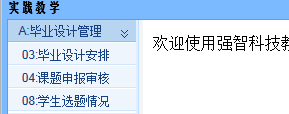 实践教学
A:毕业设计管理
欢迎使用强智科技教
03:毕业设计安排
04:课题申报审核
08:学生选题情况